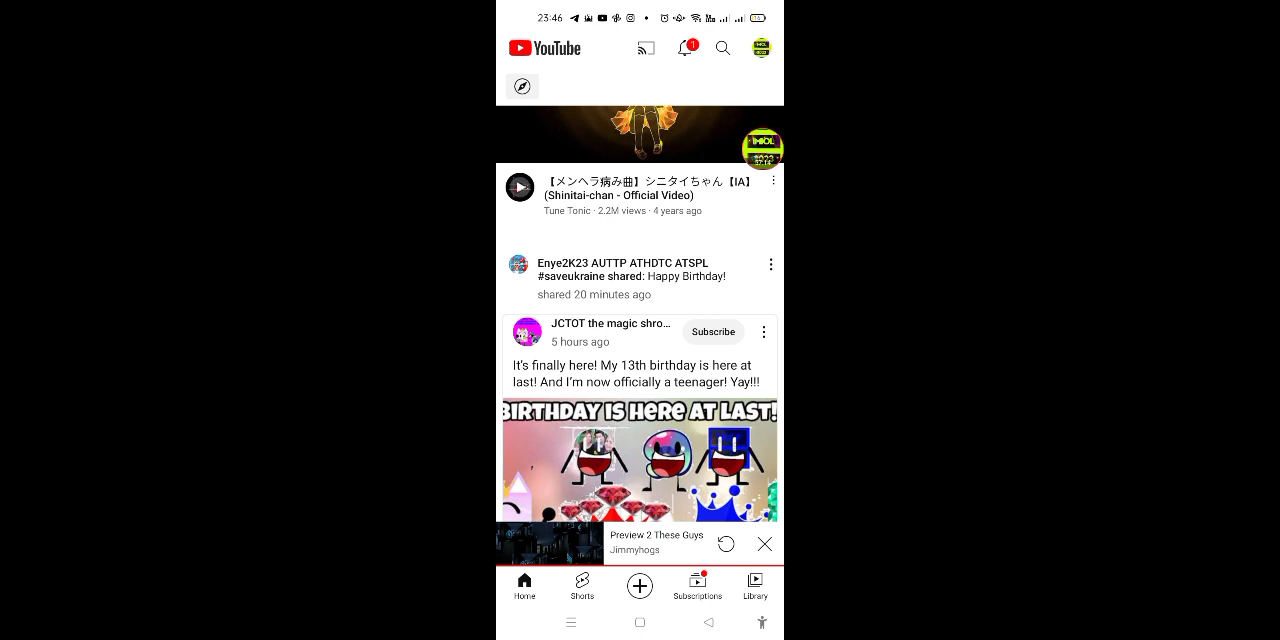 23:46
YouTube
1
1MIOL
2023
【メンヘラ病み曲】シニタイちゃん【IA】
(Shinitai-chan - Official Video)
Tune Tonic · 2.2M views · 4 years ago
Enye2K23 AUTTP ATHDTC ATSPL
#saveukraine shared: Happy Birthday!
shared 20 minutes ago
JCTOT the magic shro...
Subscribe
5 hours ago
It's finally here! My 13th birthday is here at
last! And I'm now officially a teenager! Yay!!!
BIRTHDAY IS HERE AT LAST!
Preview 2 These Guys
Jimmyhogs
Home
Shorts
Subscriptions
Library